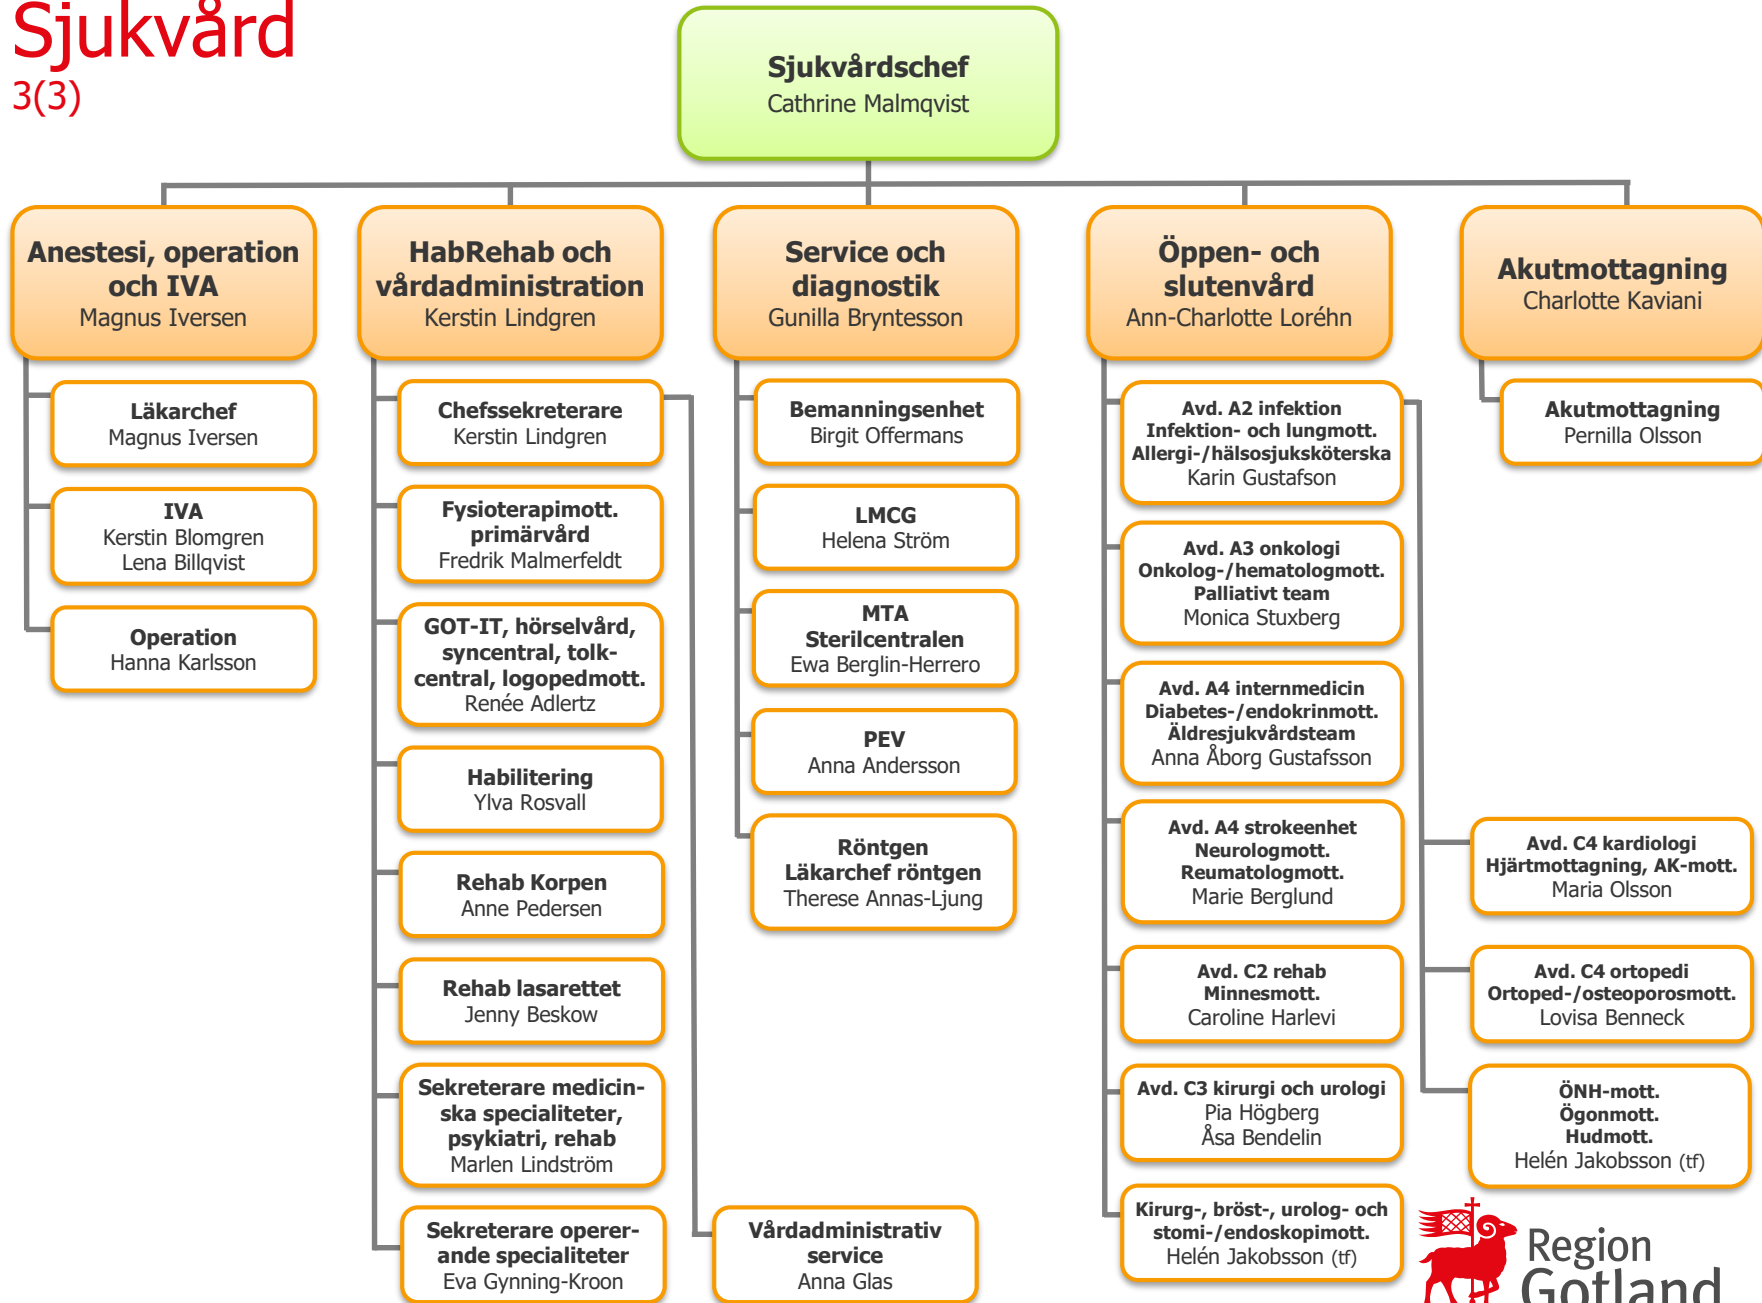 Sjukvård
3(3)
Sjukvårdschef
Cathrine Malmqvist
Anestesi, operation
och IVA
Magnus Iversen
Läkarchef
Magnus Iversen
IVA
Kerstin Blomgren
Lena Billqvist
Operation
Hanna Karlsson
HabRehab och
vårdadministration
Kerstin Lindgren
Chefssekreterare
Kerstin Lindgren
Fysioterapimott.
primärvård
Fredrik Malmerfeldt
GOT-IT, hörselvård,
syncentral, tolk-
central, logopedmott.
Renée Adlertz
Habilitering
Ylva Rosvall
Rehab Korpen
Anne Pedersen
Rehab lasarettet
Jenny Beskow
Sekreterare medicin-
ska specialiteter,
psykiatri, rehab
Marlen Lindström
Sekreterare operer-
ande specialiteter
Eva Gynning-Kroon
Vårdadministrativ
service
Anna Glas
Service och
diagnostik
Gunilla Bryntesson
Bemanningsenhet
Birgit Offermans
LMCG
Helena Ström
MTA
Sterilcentralen
Ewa Berglin-Herrero
PEV
Anna Andersson
Röntgen
Läkarchef röntgen
Therese Annas-Ljung
Öppen- och
slutenvård
Ann-Charlotte Loréhn
Avd. A2 infektion
Infektion- och lungmott.
Allergi-/hälsosjuksköterska
Karin Gustafson
Avd. A3 onkologi
Onkolog-/hematologmott.
Palliativt team
Monica Stuxberg
Avd. A4 internmedicin
Diabetes-/endokrinmott.
Äldresjukvårdsteam
Anna Åborg Gustafsson
Avd. A4 strokeenhet
Neurologmott.
Reumatologmott.
Marie Berglund
Avd. C2 rehab
Minnesmott.
Caroline Harlevi
Avd. C3 kirurgi och urologi
Pia Högberg
Åsa Bendelin
Kirurg-, bröst-, urolog- och
stomi-/endoskopimott.
Helén Jakobsson (tf)
Avd. C4 kardiologi
Hjärtmottagning, AK-mott.
Maria Olsson
Avd. C4 ortopedi
Ortoped-/osteoporosmott.
Lovisa Benneck
ÖNH-mott.
Ögonmott.
Hudmott.
Helén Jakobsson (tf)
Akutmottagning
Charlotte Kaviani
Akutmottagning
Pernilla Olsson
Region
Gotland